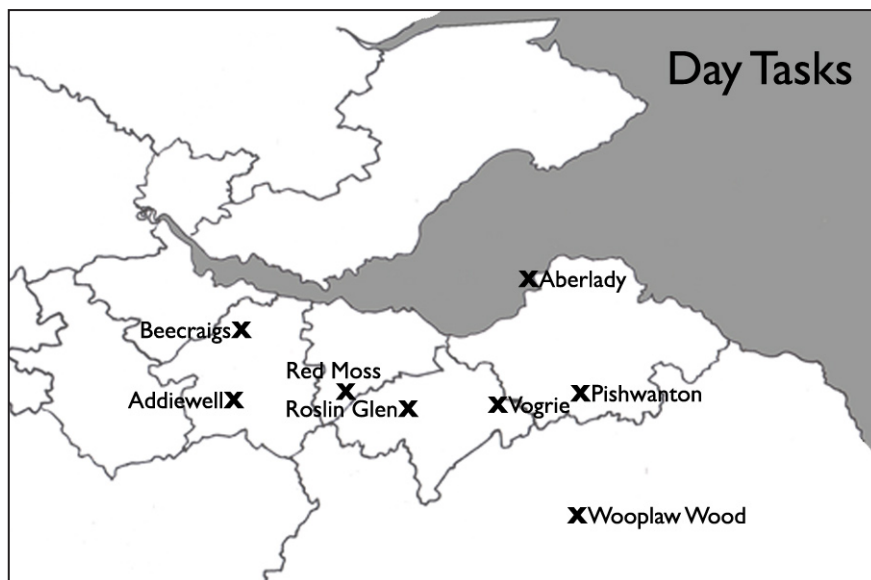 Day Tasks
Aberlady
Beecraigs
Red Moss
Addiewell
Roslin Glen
Vogrie
Pishwanton
Wooplaw Wood